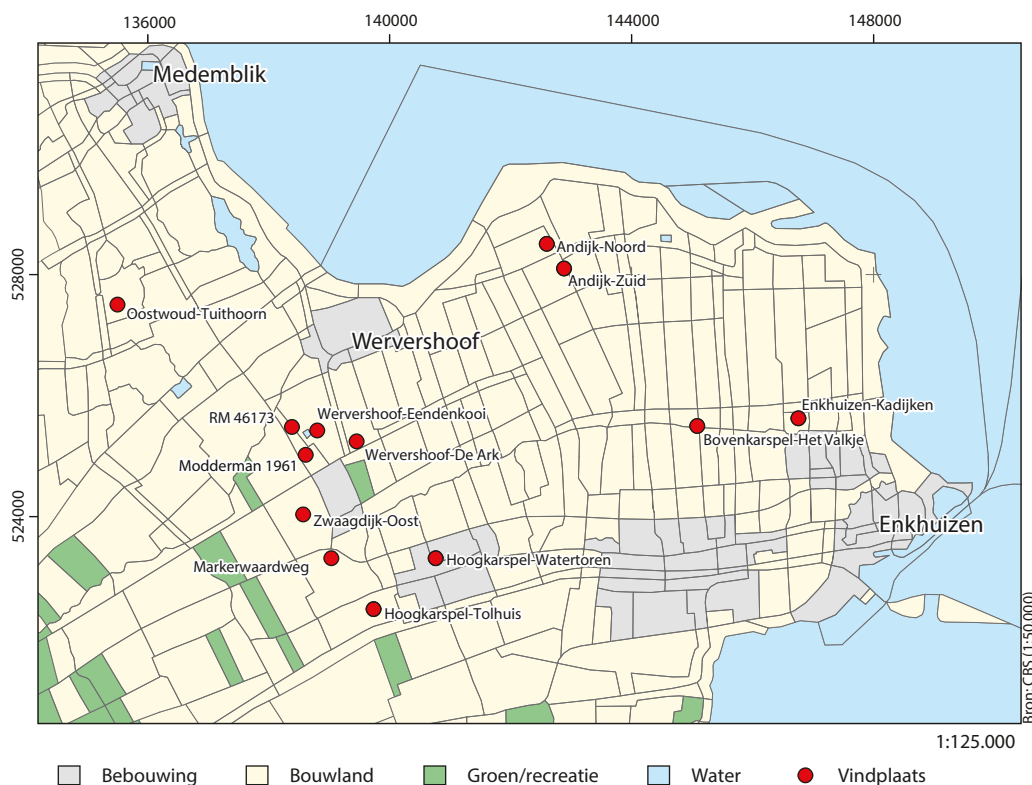 136000
140000
144000
148000
Medemblik
528000
Andijk-Noord
Andijk-Zuid
Oostwoud-Tuithoorn
Wervershoof
RM 46173
Wervershoof-Eendenkooi
Enkhuizen-Kadijken
Bovenkarspel-Het Valkje
Wervershoof-De Ark
Modderman 1961
524000
Zwaagdijk-Oost
Enkhuizen
Markerwaardweg
Hoogkarspel-Watertoren
Hoogkarspel-Tolhuis
Bron: CBS (1:50.000)
1:125.000
Bebouwing
Bouwland
Groen/recreatie
Water
Vindplaats